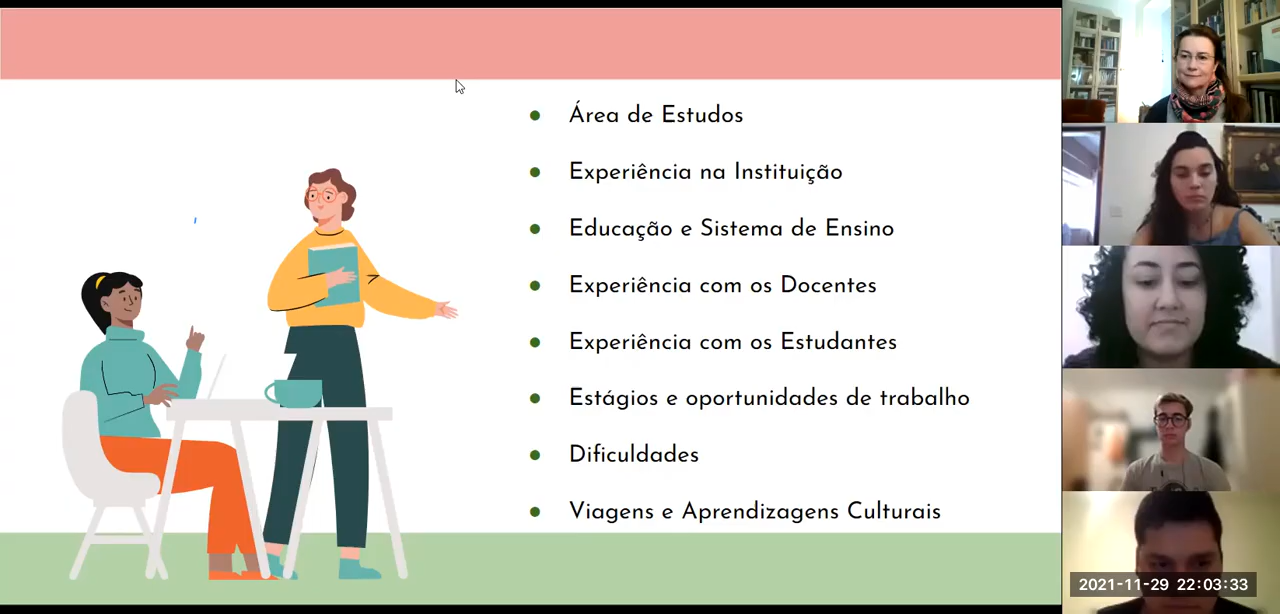 Área de Estudos
Experiência na Instituição
Educação e Sistema de Ensino
Experiência com os Docentes
Experiência com os Estudantes
Estágios e oportunidades de trabalho
Dificuldades
Viagens e Aprendizagens Culturais
2021-11-29 22:03:33